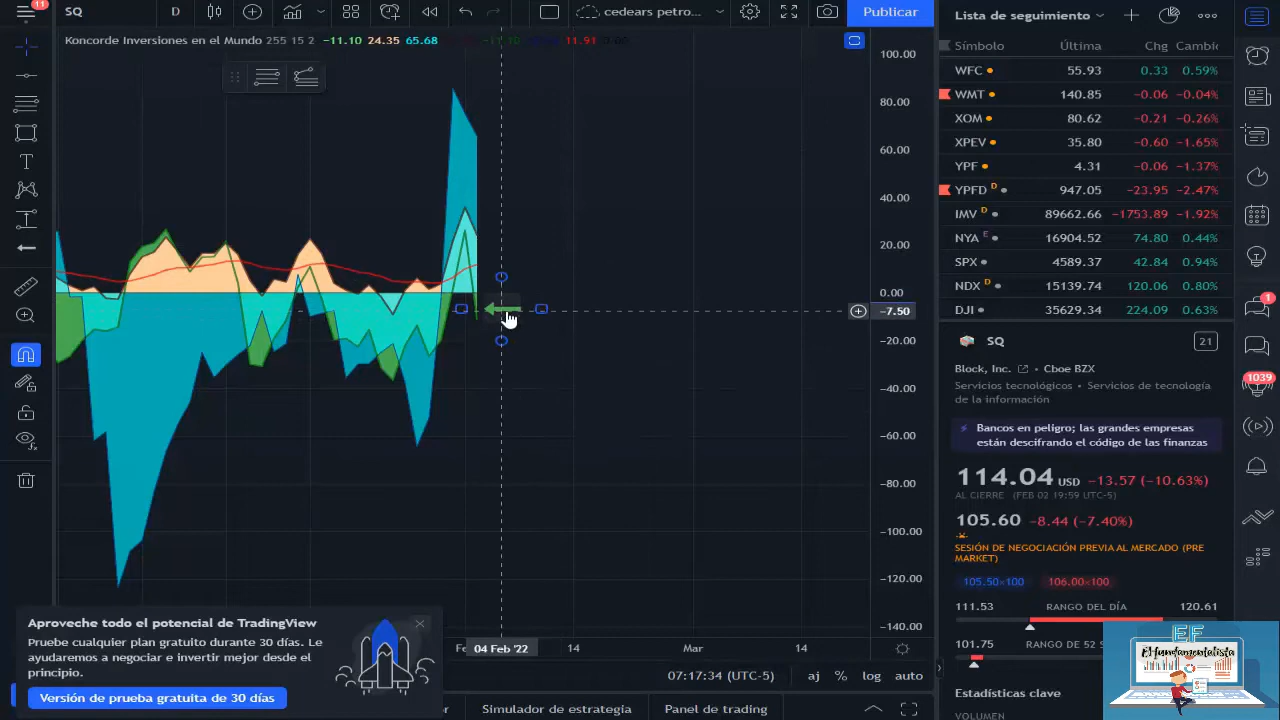 11
SQ
D
cedears petro...
Publicar
Koncorde Inversiones en el Mundo 255 15 2 −11.10 24.35 65.68 −11.10 11.91 0.00
100.00
80.00
60.00
40.00
20.00
0.00
−7.50
−20.00
−40.00
−60.00
−80.00
−100.00
−120.00
−140.00
04 Feb '22
14
Mar
14
07:17:34 (UTC-5)
aj
%
log
auto
de estrategia
Panel de trading
Aproveche todo el potencial de TradingView
Pruebe cualquier plan gratuito durante 30 días. Le
ayudaremos a negociar e invertir mejor desde el
principio.
Versión de prueba gratuita de 30 días
Lista de seguimiento
Símbolo Última Chg Cambio
WFC 55.93 0.33 0.59%
WMT 140.85 −0.06 −0.04%
XOM 80.62 −0.21 −0.26%
XPEV 35.80 −0.60 −1.65%
YPF 4.31 −0.06 −1.37%
YPFD D 947.05 −23.95 −2.47%
IMV D 89662.66 −1753.89 −1.92%
NYA E 16904.52 74.80 0.44%
SPX 4589.37 42.84 0.94%
NDX D 15139.74 120.06 0.80%
DJI 35629.34 224.09 0.63%
SQ
21
Block, Inc. • Cboe BZX
Servicios tecnológicos • Servicios de tecnología
de la información
Bancos en peligro; las grandes empresas
están descifrando el código de las finanzas
114.04 USD −13.57 (−10.63%)
AL CIERRE (FEB 02 19:59 UTC-5)
105.60 −8.44 (−7.40%)
SESIÓN DE NEGOCIACIÓN PREVIA AL MERCADO (PRE
MARKET)
105.50×100 106.00×100
111.53 RANGO DEL DÍA 120.61
101.75 RANGO DE 52 S
Estadísticas clave
VOLUMEN
1
1039
EF
El fundamentalista